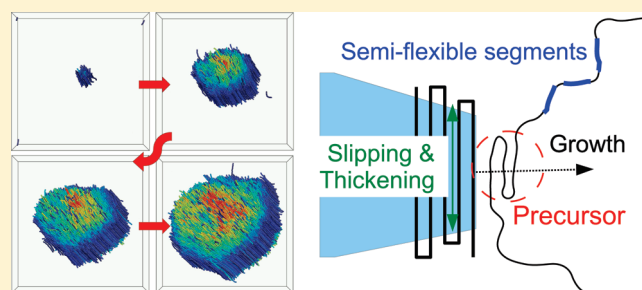 Semi-flexible segments
Slipping &
Thickening
Growth
Precursor